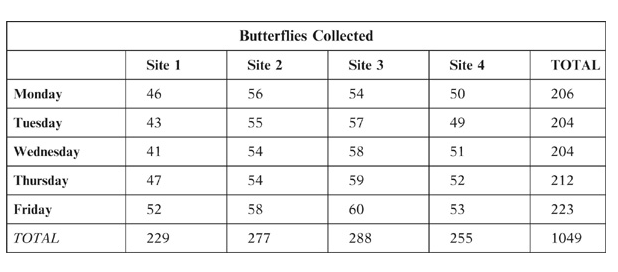 Butterflies Collected
Site 1 Site 2 Site 3 Site 4 TOTAL
Monday 46 56 54 50 206
Tuesday 43 55 57 49 204
Wednesday 41 54 58 51 204
Thursday 47 54 59 52 212
Friday 52 58 60 53 223
TOTAL 229 277 288 255 1049